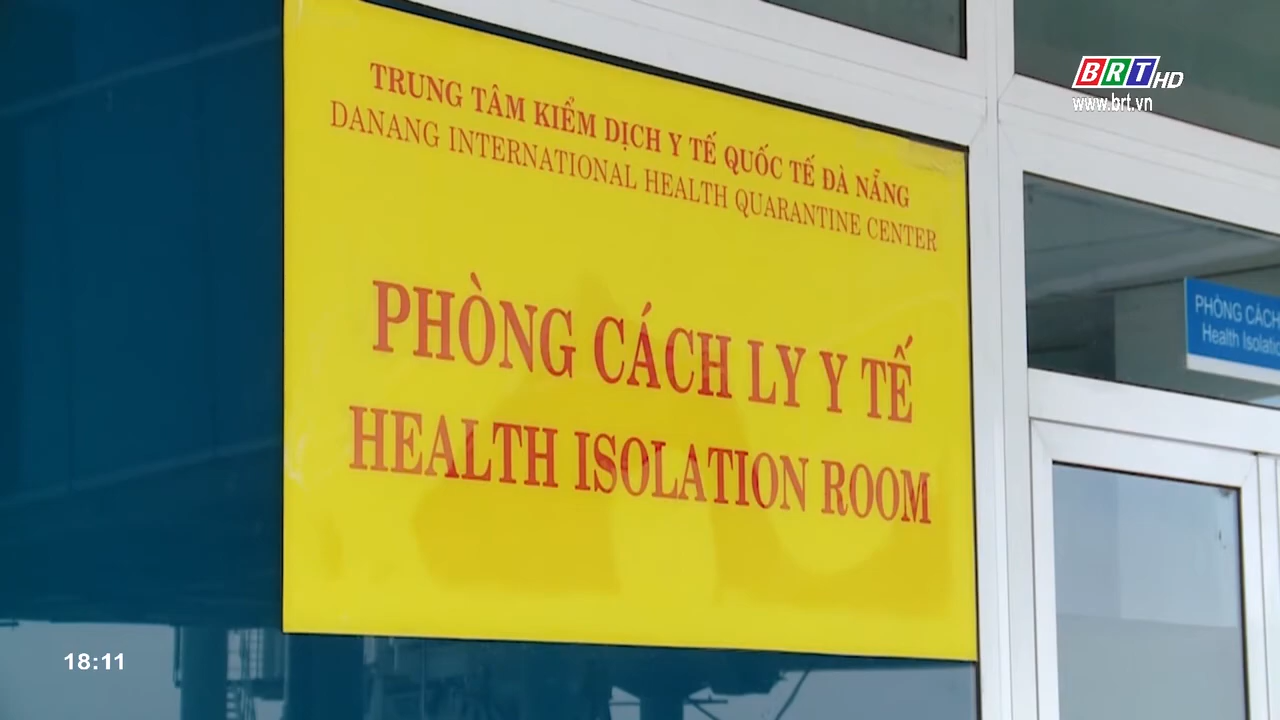 BRT HD
www.brt.vn
TRUNG TÂM KIỂM DỊCH Y TẾ QUỐC TẾ ĐÀ NẴNG
DANANG INTERNATIONAL HEALTH QUARANTINE CENTER
PHÒNG CÁCH LY Y TẾ
HEALTH ISOLATION ROOM
PHÒNG CÁCH
Health
18:11